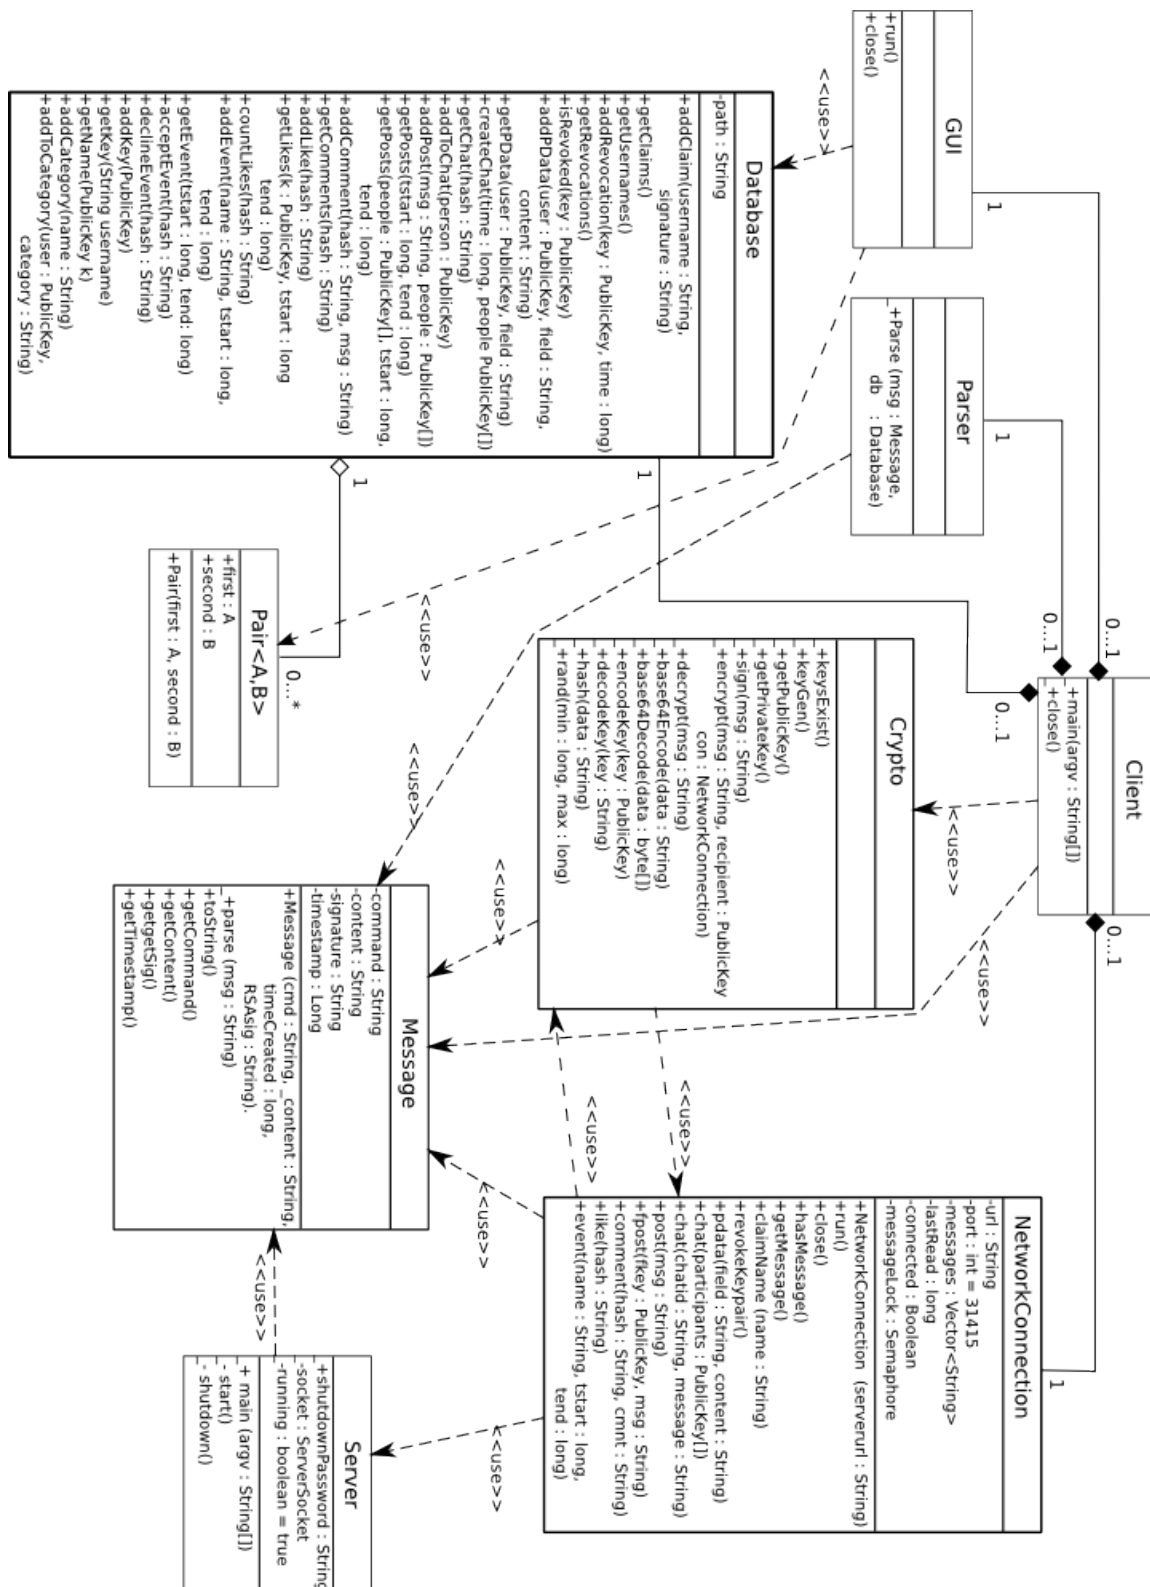 GUI
+run()
+close()
<<use>>
1
0...1
Parser
+Parse (msg : Message,
db : Database)
1
0...1
Client
+main(argv : String[])
+close()
0...1
0...1
<<use>>
<<use>>
Database
-path : String
+addClaim(username : String,
signature : String)
+getClaims()
+getUsernames()
+addRevocation(key : PublicKey, time : long)
+getRevocations()
+isRevoked(key : PublicKey)
+addPData(user : PublicKey, field : String,
content : String)
+getPData(user : PublicKey, field : String)
+createChat(time : long, people PublicKey[])
+getChat(hash : String)
+addToChat(person : PublicKey)
+addPost(msg : String, people : PublicKey[])
+getPosts(tstart : long, tend : long)
+getPosts(people : PublicKey[], tstart : long,
tend : long)
+addComment(hash : String, msg : String)
+getComments(hash : String)
+addLike(hash : String)
+getLikes(k : PublicKey, tstart : long
tend : long)
+countLikes(hash : String)
+addEvent(name : String, tstart : long,
tend : long)
+getEvent(tstart : long, tend: long)
+acceptEvent(hash : String)
+declineEvent(hash : String)
+addKey(PublicKey)
+getKey(String username)
+getName(PublicKey k)
+addCategory(name : String)
+addToCategory(user : PublicKey,
category : String)
1
1
Pair<A,B>
+first : A
+second : B
+Pair(first : A, second : B)
0...*
<<use>>
<<use>>
Crypto
+keysExist()
+keyGen()
+getPublicKey()
+getPrivateKey()
+sign(msg : String)
+encrypt(msg : String, recipient : PublicKey
con : NetworkConnection)
+decrypt(msg : String)
+base64Encode(data : String)
+base64Decode(data : byte[])
+encodeKey(key : PublicKey)
+decodeKey(key : String)
+hash(data : String)
+rand(min : long, max : long)
<<use>>
<<use>>
<<use>>
Message
-command : String
-content : String
-signature : String
-timestamp : Long
+Message (cmd : String, _content : String,
timeCreated : long,
RSAsig : String).
+parse (msg : String)
+toString()
+getCommand()
+getContent()
+getgetSig()
+getTimestamp()
<<use>>
<<use>>
NetworkConnection
-url : String
-port : int = 31415
-messages : Vector<String>
-lastRead : long
-connected : Boolean
-messageLock : Semaphore
+NetworkConnection (serverurl : String)
+run()
+close()
+hasMessage()
+getMessage()
+claimName (name : String)
+revokeKeypair()
+pdata(field : String, content : String)
+chat(participants : PublicKey[])
+chat(chatid : String, message : String)
+post(msg : String)
+fpost(fkey : PublicKey, msg : String)
+comment(hash : String, cmnt : String)
+like(hash : String)
+event(name : String, tstart : long,
tend : long)
1
<<use>>
Server
+shutdownPassword : String
-socket : ServerSocket
-running : boolean = true
+ main (argv : String[])
- start()
- shutdown()